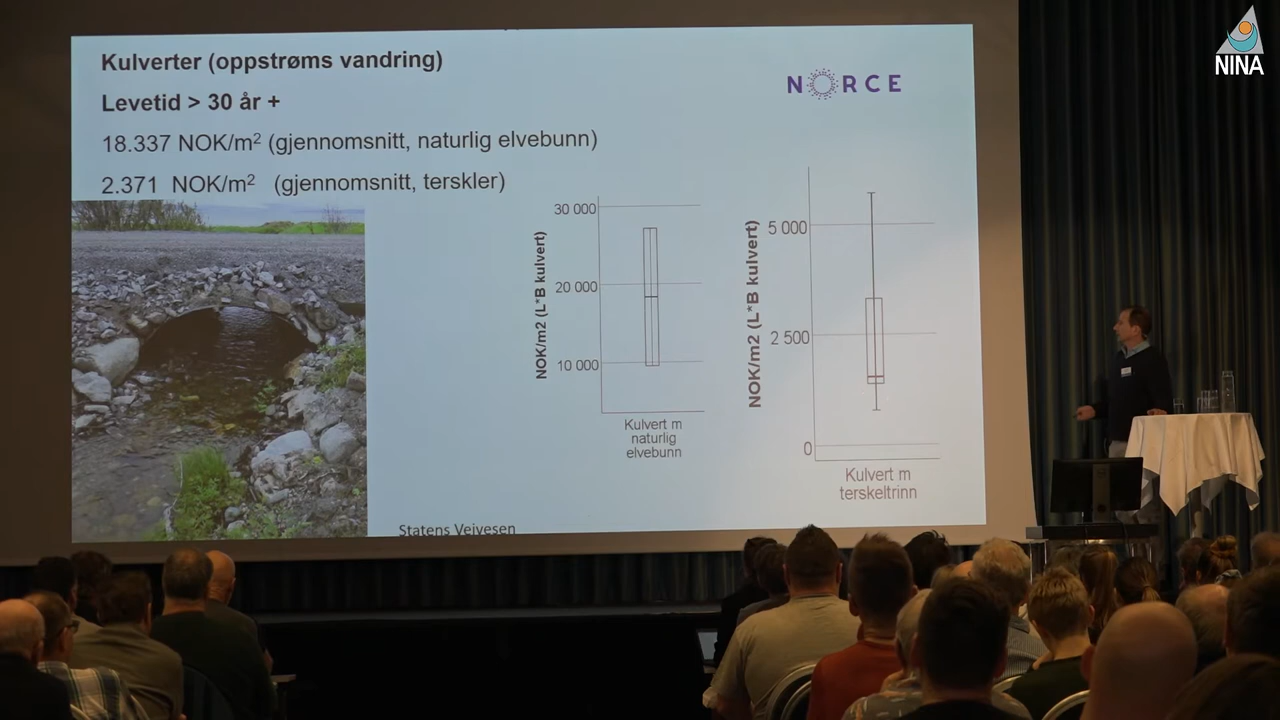 Kulverter (oppstrøms vandring)
Levetid > 30 år +
18.337 NOK/m² (gjennomsnitt, naturlig elvebunn)
2.371 NOK/m² (gjennomsnitt, terskler)
NORCE
NINA
NOK/m2 (L*B kulvert)
30 000
20 000
10 000
Kulvert m
naturlig
elvebunn
NOK/m2 (L*B kulvert)
5 000
2 500
0
Kulvert m
terskeltrinn
Statens Veivesen